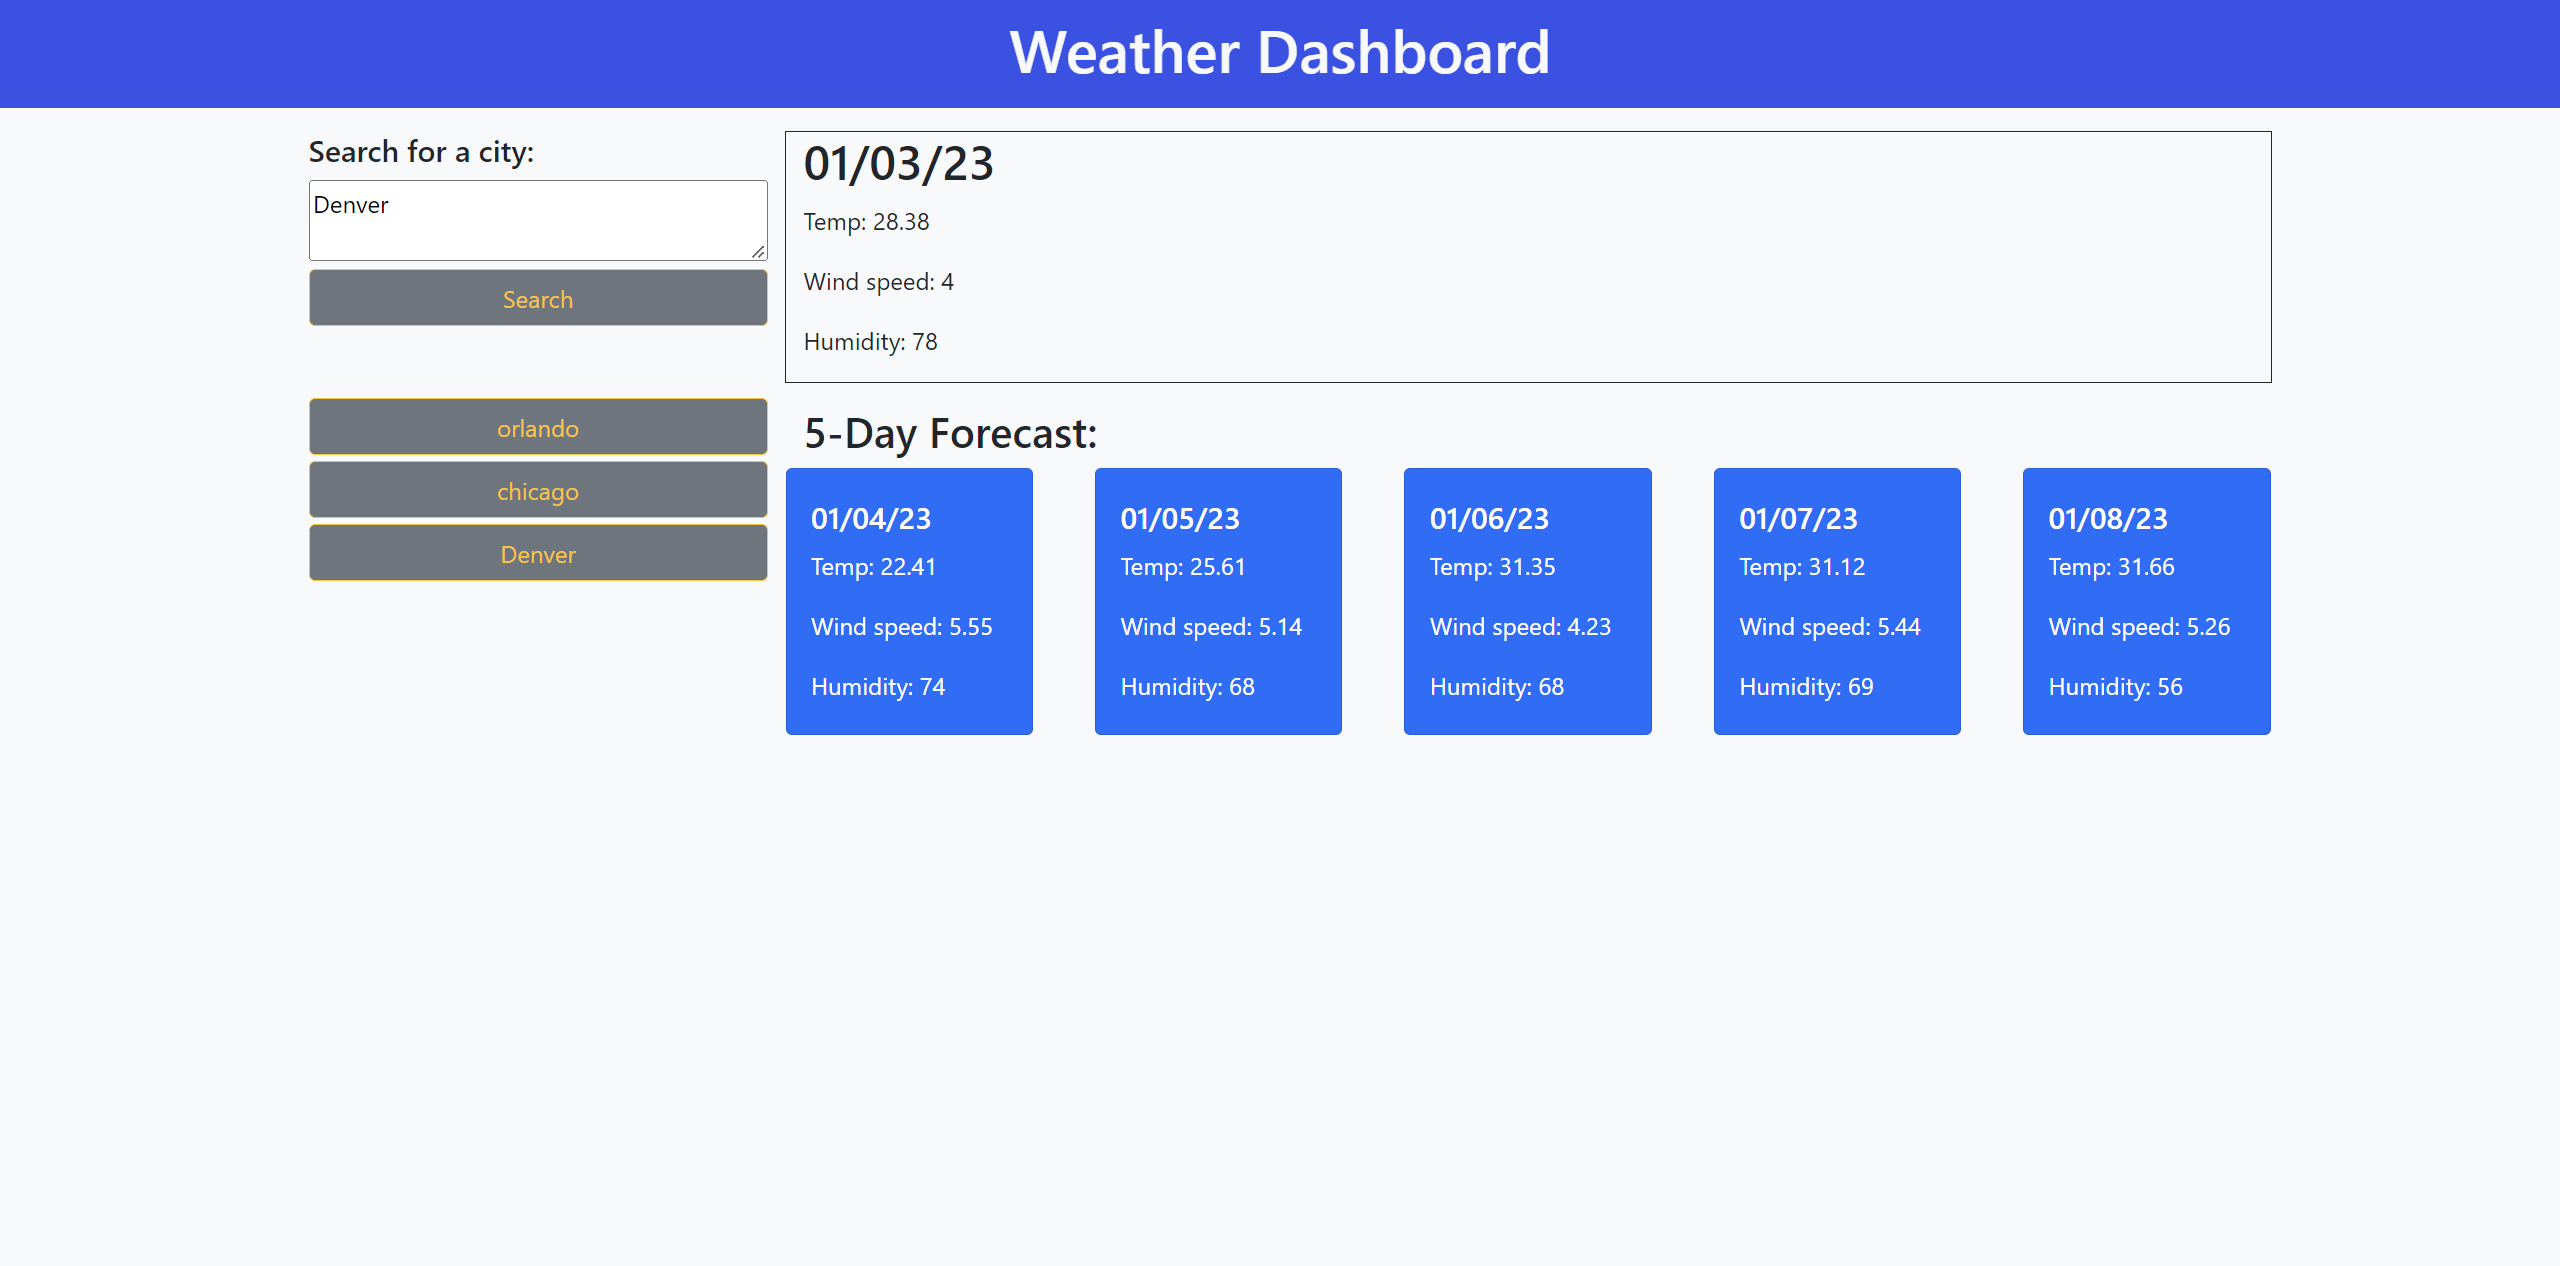 Weather Dashboard
Search for a city:
Denver
Search
orlando
chicago
Denver
01/03/23
Temp: 28.38
Wind speed: 4
Humidity: 78
5-Day Forecast:
01/04/23
Temp: 22.41
Wind speed: 5.55
Humidity: 74
01/05/23
Temp: 25.61
Wind speed: 5.14
Humidity: 68
01/06/23
Temp: 31.35
Wind speed: 4.23
Humidity: 68
01/07/23
Temp: 31.12
Wind speed: 5.44
Humidity: 69
01/08/23
Temp: 31.66
Wind speed: 5.26
Humidity: 56